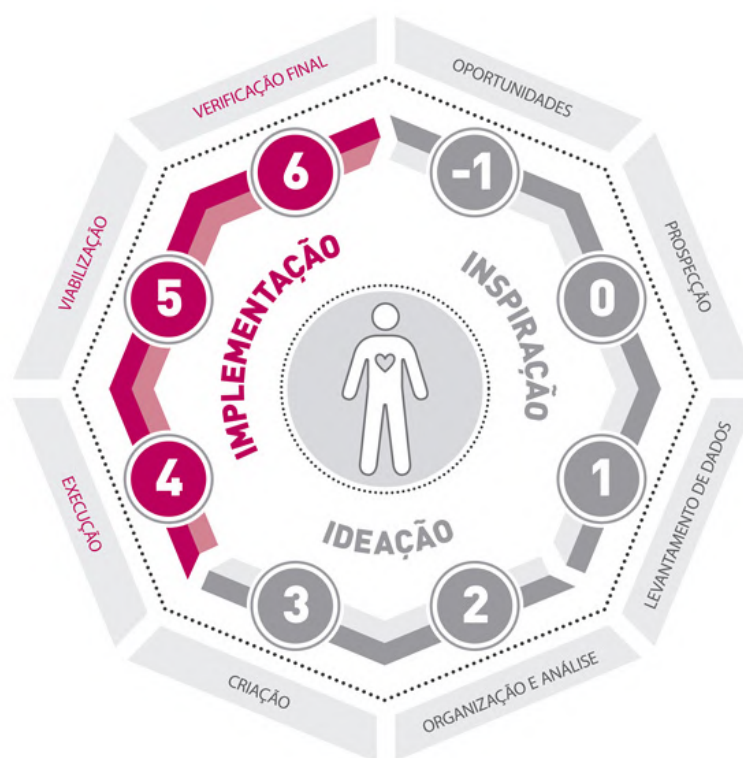 OPORTUNIDADES
-1
PROSPECÇÃO
0
LEVANTAMENTO DE DADOS
1
ORGANIZAÇÃO E ANÁLISE
2
CRIAÇÃO
3
EXECUÇÃO
4
VIABILIZAÇÃO
5
VERIFICAÇÃO FINAL
6
INSPIRAÇÃO
IDEAÇÃO
IMPLEMENTAÇÃO